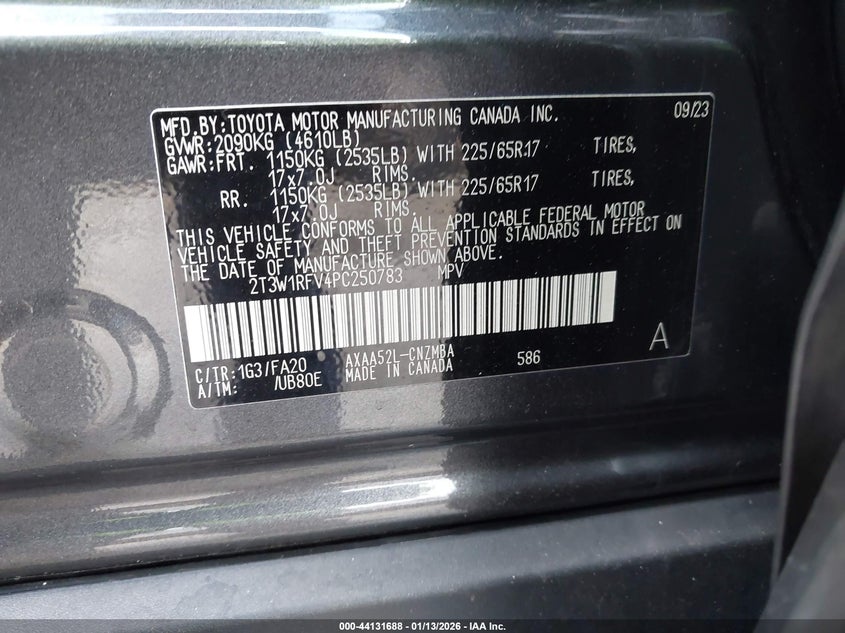 MFD.BY:TOYOTA MOTOR MANUFACTURING CANADA INC. 09/23
GVWR:2090KG (4610LB)
GAWR:FRT. 1150KG (2535LB) WITH 225/65R17 TIRES,
17x7.0J RIMS.
RR. 1150KG (2535LB) WITH 225/65R17 TIRES,
17x7.0J RIMS.
THIS VEHICLE CONFORMS TO ALL APPLICABLE FEDERAL MOTOR
VEHICLE SAFETY AND THEFT PREVENTION STANDARDS IN EFFECT ON
THE DATE OF MANUFACTURE SHOWN ABOVE.
2T3W1RFV4PC250783 MPV
C/TR:1G3/FA20 AXAA52L-CNZMBA 586 A
A/TM: /UB80E MADE IN CANADA
000-44131688 - 01/13/2026 - IAA Inc.